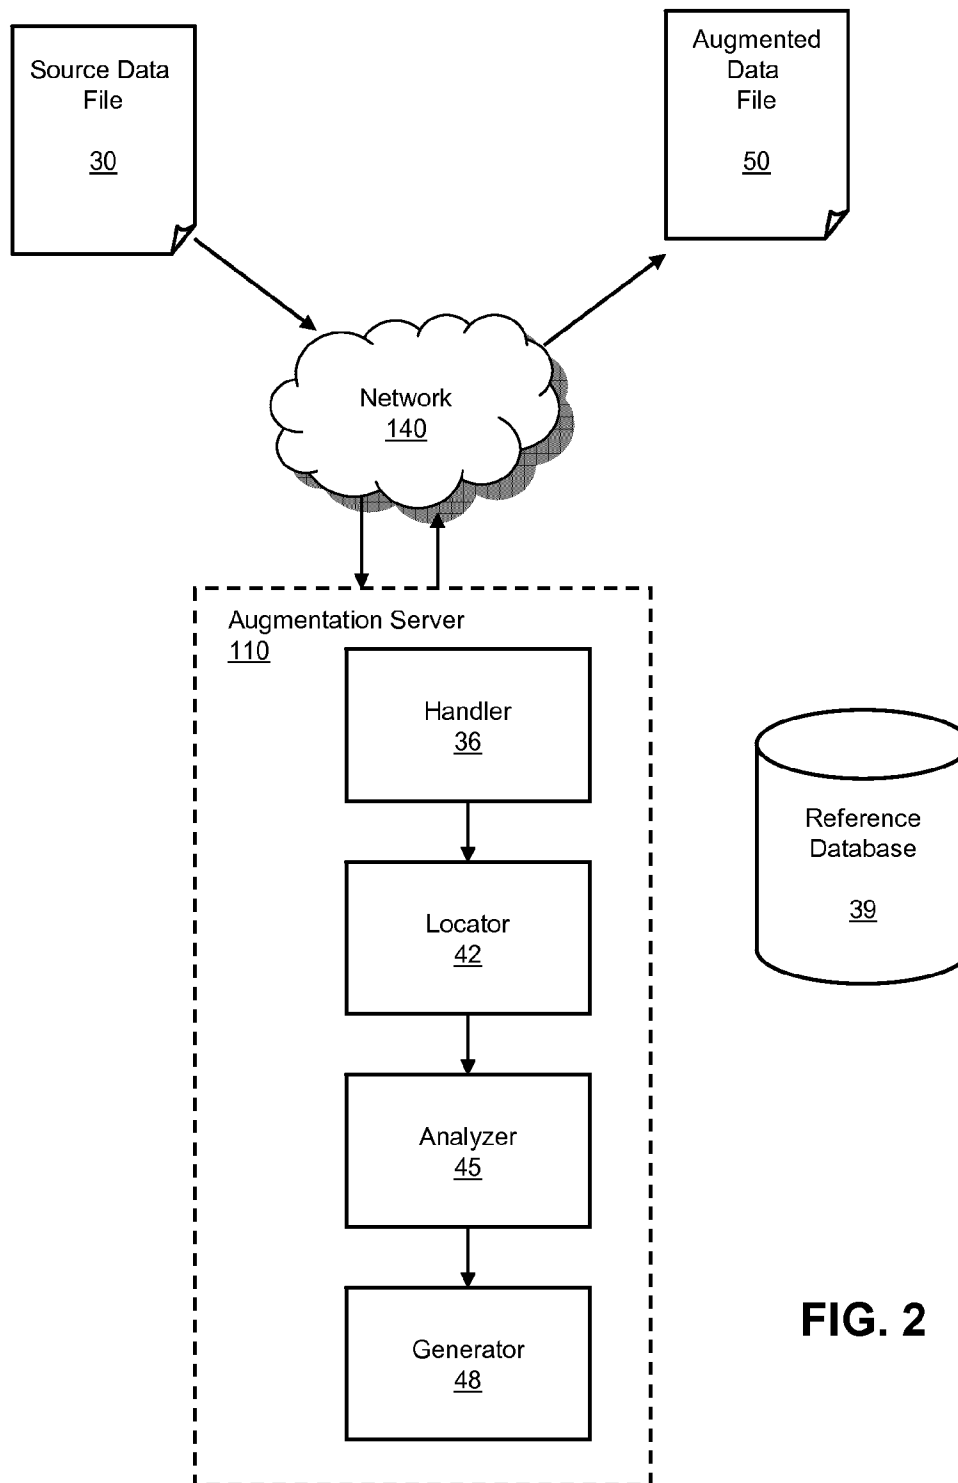 Source Data
File
30
Augmented
Data
File
50
Network
140
Augmentation Server
110
Handler
36
Locator
42
Analyzer
45
Generator
48
Reference
Database
39
FIG. 2